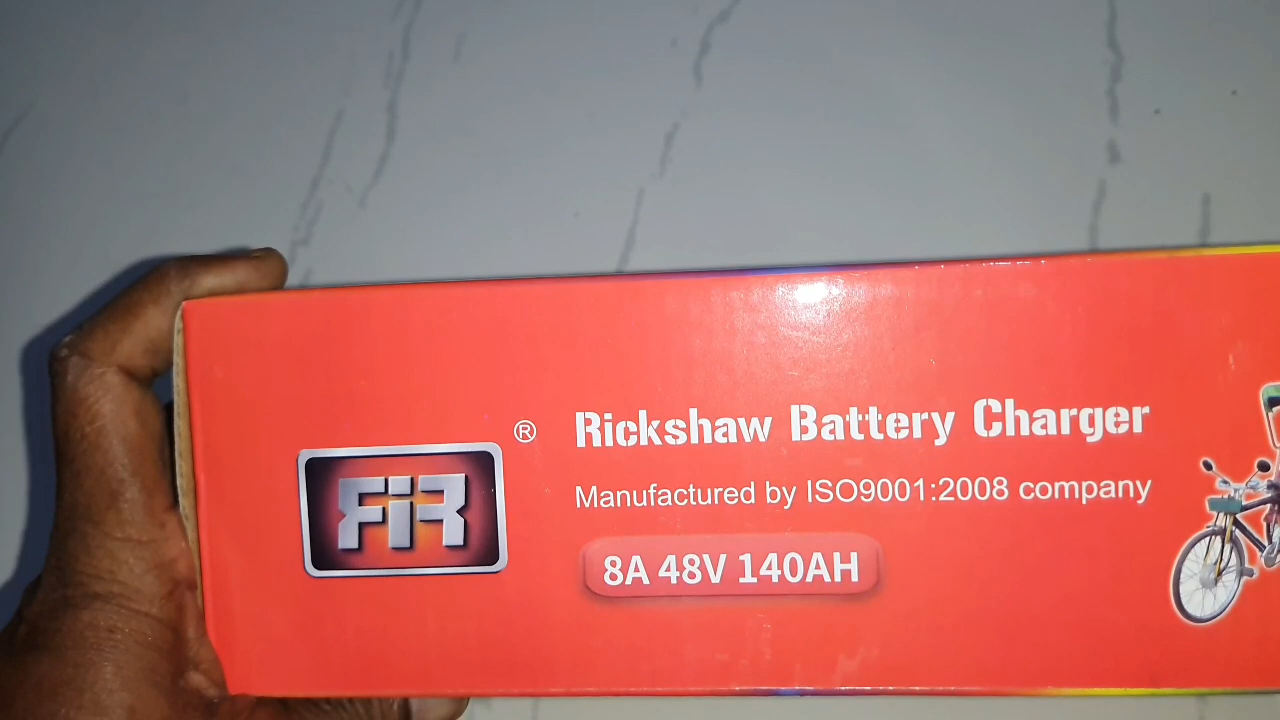 FiR
®
Rickshaw Battery Charger
Manufactured by ISO9001:2008 company
8A 48V 140AH